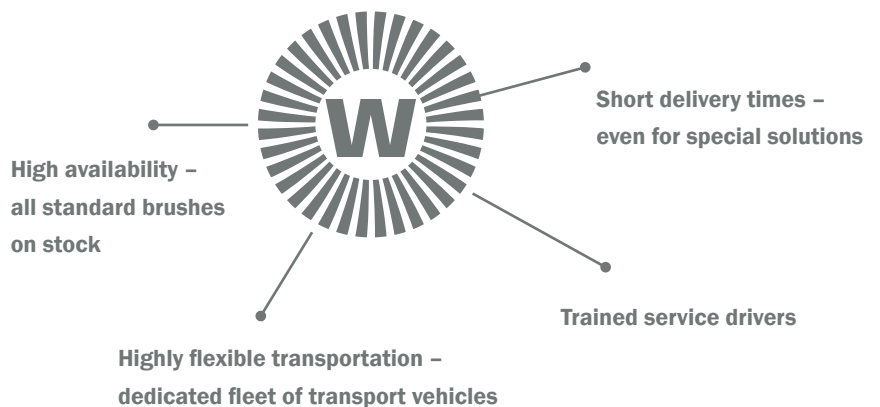 W
Short delivery times –
even for special solutions
High availability –
all standard brushes
on stock
Trained service drivers
Highly flexible transportation –
dedicated fleet of transport vehicles